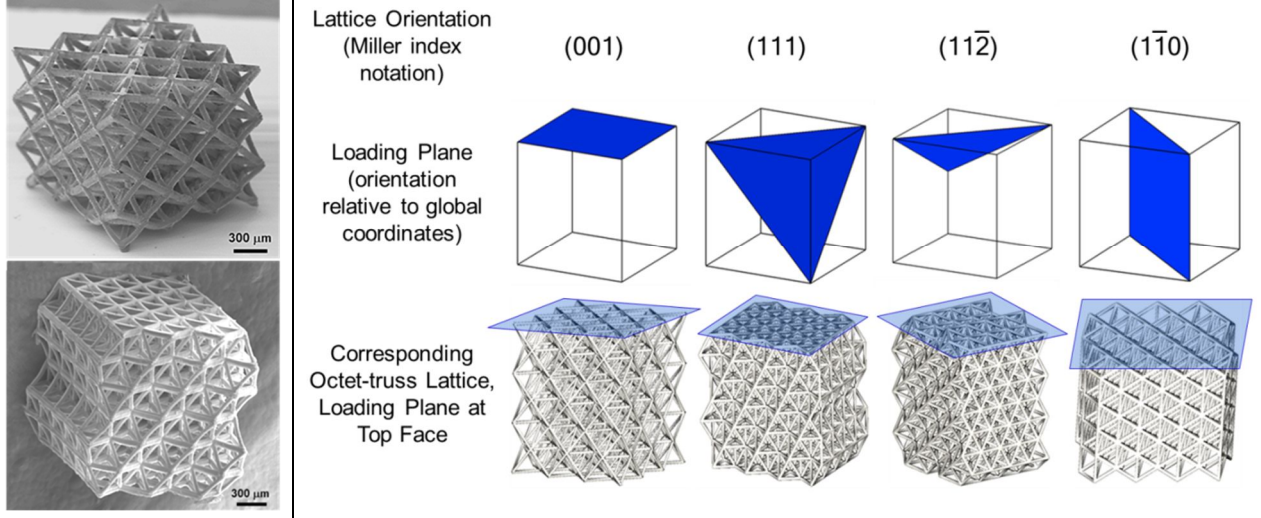 300 μm
300 μm
Lattice Orientation
(Miller index
notation)
(001)
(111)
(112̅)
(11̅0)
Loading Plane
(orientation
relative to global
coordinates)
Corresponding
Octet-truss Lattice,
Loading Plane at
Top Face